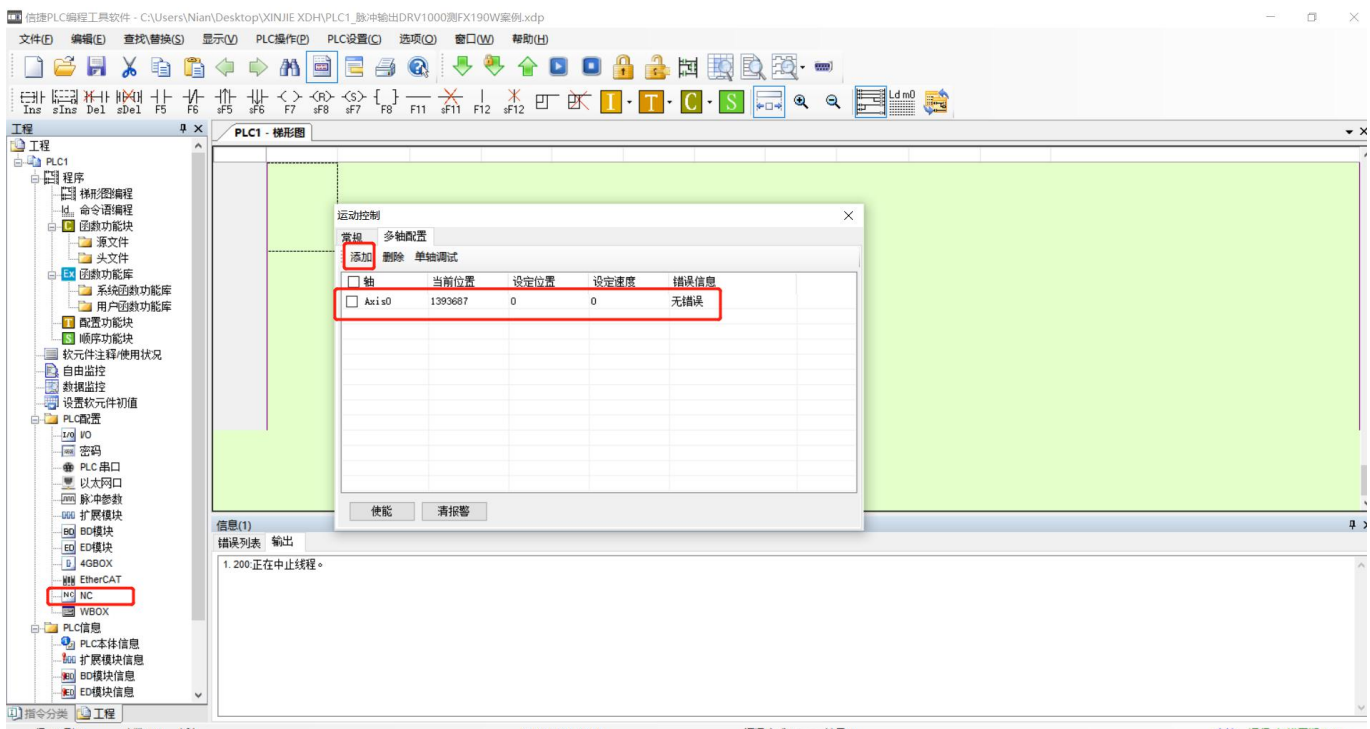 信捷PLC编程工具软件 - C:\Users\Nian\Desktop\XINJIE XDH\PLC1_脉冲输出DRV1000测FX190W案例.xdp
文件(F) 编辑(E) 查找\替换(S) 显示(V) PLC操作(P) PLC设置(C) 选项(O) 窗口(W) 帮助(H)
Ins sIns Del sDel F5 F6 sF5 sF6 F7 sF8 sF7 F8 F11 sF11 F12 sF12 I T C S Ld m0
工程
PLC1 - 梯形图
工程
PLC1
程序
梯形图编程
命令语编程
函数功能块
源文件
头文件
函数功能库
系统函数功能库
用户函数功能库
配置功能块
顺序功能块
软元件注释/使用状况
自由监控
数据监控
设置软元件初值
PLC配置
I/O
密码
PLC 串口
以太网口
脉冲参数
扩展模块
BD模块
ED模块
4GBOX
EtherCAT
NC
WBOX
PLC信息
PLC本体信息
扩展模块信息
BD模块信息
ED模块信息
指令分类 工程
运动控制
常规 多轴配置
添加 删除 单轴调试
轴 当前位置 设定位置 设定速度 错误信息
Axis0 1393687 0 0 无错误
使能 清报警
信息(1)
错误列表 输出
1. 200:正在中止线程。